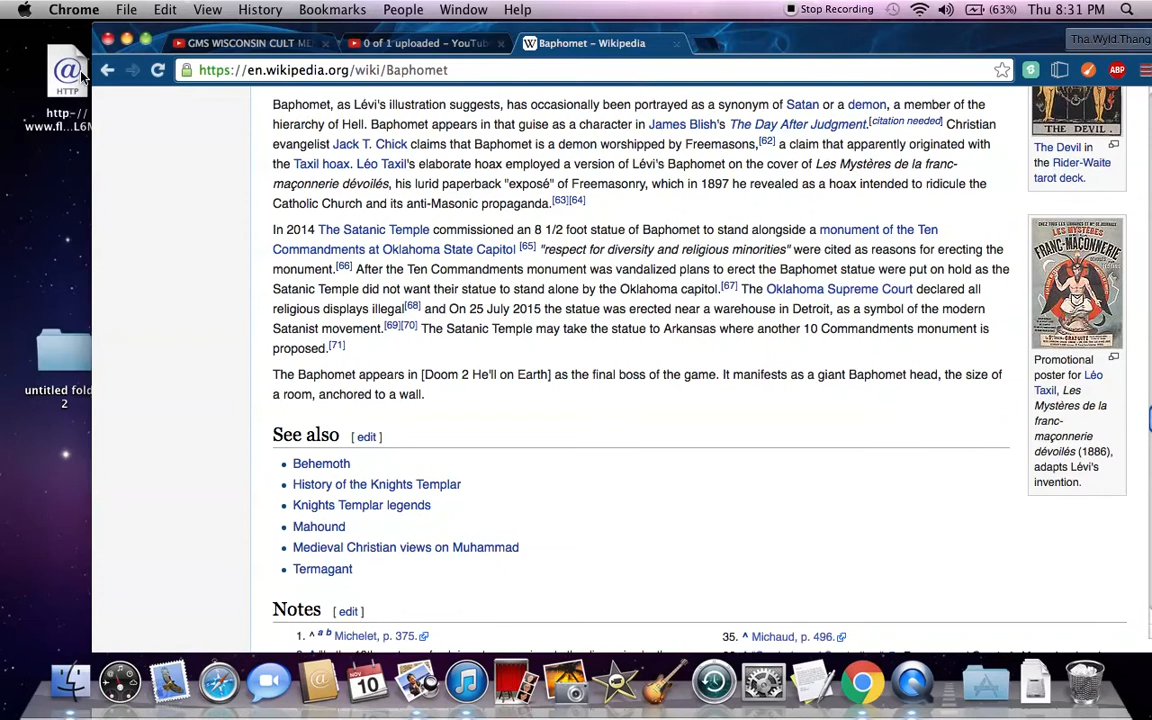 Chrome File Edit View History Bookmarks People Window Help Stop Recording (63%) Thu 8:31 PM
GMS WISCONSIN CULT ME
0 of 1 uploaded - YouTub
Baphomet – Wikipedia
Tha.Wyld.Thang
https://en.wikipedia.org/wiki/Baphomet
ABP
HTTP
http-//
www.fl...L6M
untitled fold
2
Baphomet, as Lévi's illustration suggests, has occasionally been portrayed as a synonym of Satan or a demon, a member of the
hierarchy of Hell. Baphomet appears in that guise as a character in James Blish's The Day After Judgment.[citation needed] Christian
evangelist Jack T. Chick claims that Baphomet is a demon worshipped by Freemasons,[62] a claim that apparently originated with
the Taxil hoax. Léo Taxil's elaborate hoax employed a version of Lévi's Baphomet on the cover of Les Mystères de la franc-
maçonnerie dévoilés, his lurid paperback "exposé" of Freemasonry, which in 1897 he revealed as a hoax intended to ridicule the
Catholic Church and its anti-Masonic propaganda.[63][64]
In 2014 The Satanic Temple commissioned an 8 1/2 foot statue of Baphomet to stand alongside a monument of the Ten
Commandments at Oklahoma State Capitol [65] "respect for diversity and religious minorities" were cited as reasons for erecting the
monument.[66] After the Ten Commandments monument was vandalized plans to erect the Baphomet statue were put on hold as the
Satanic Temple did not want their statue to stand alone by the Oklahoma capitol.[67] The Oklahoma Supreme Court declared all
religious displays illegal[68] and On 25 July 2015 the statue was erected near a warehouse in Detroit, as a symbol of the modern
Satanist movement.[69][70] The Satanic Temple may take the statue to Arkansas where another 10 Commandments monument is
proposed.[71]
The Baphomet appears in [Doom 2 He'll on Earth] as the final boss of the game. It manifests as a giant Baphomet head, the size of
a room, anchored to a wall.
See also [ edit ]
Behemoth
History of the Knights Templar
Knights Templar legends
Mahound
Medieval Christian views on Muhammad
Termagant
Notes [ edit ]
1. ^ a b Michelet, p. 375.
35. ^ Michaud, p. 496.
THE DEVIL.
The Devil in
the Rider-Waite
tarot deck.
LES MYSTÈRES
FRANC-MAÇONNERIE
Promotional
poster for Léo
Taxil, Les
Mystères de la
franc-
maçonnerie
dévoilés (1886),
adapts Lévi's
invention.
NOV
10